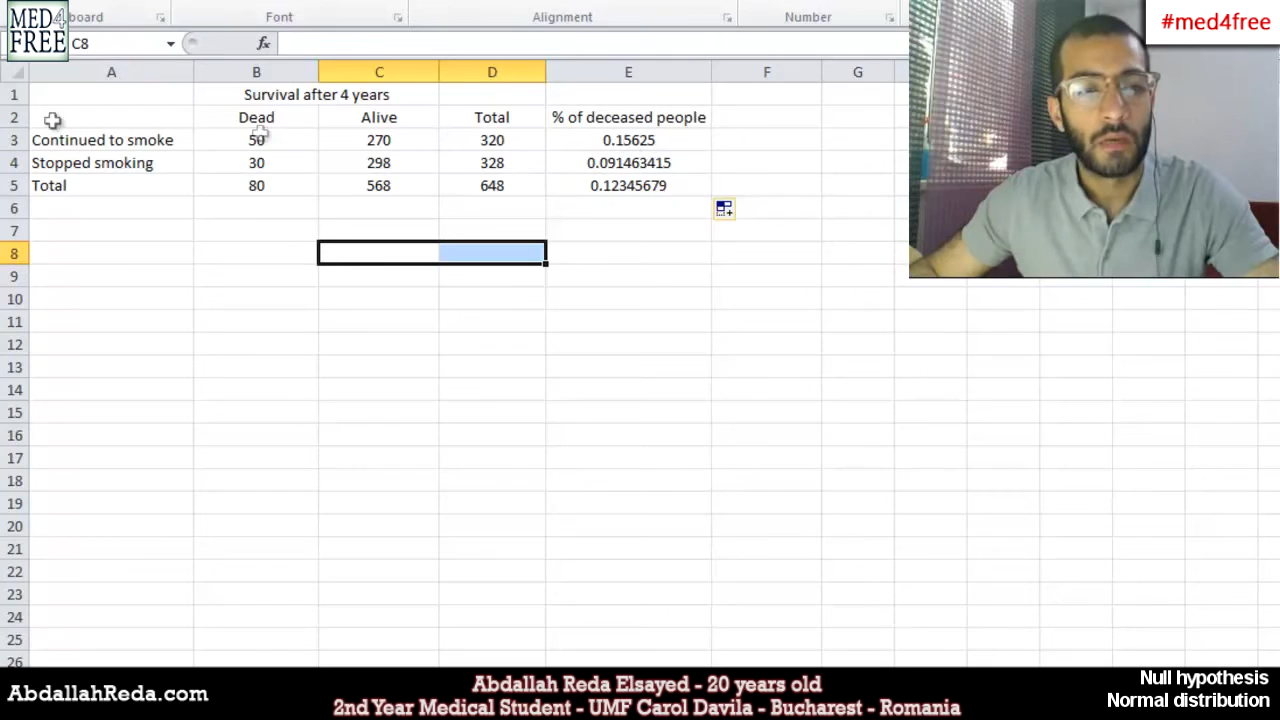 MED4
FREE
board
Font
Alignment
Number
#med4free
C8
fx
A B C D E F G
1 Survival after 4 years
2 Dead Alive Total % of deceased people
3 Continued to smoke 50 270 320 0.15625
4 Stopped smoking 30 298 328 0.091463415
5 Total 80 568 648 0.12345679
6
7
8
9
10
11
12
13
14
15
16
17
18
19
20
21
22
23
24
25
26
AbdallahReda.com
Abdallah Reda Elsayed - 20 years old
2nd Year Medical Student - UMF Carol Davila - Bucharest - Romania
Null hypothesis
Normal distribution